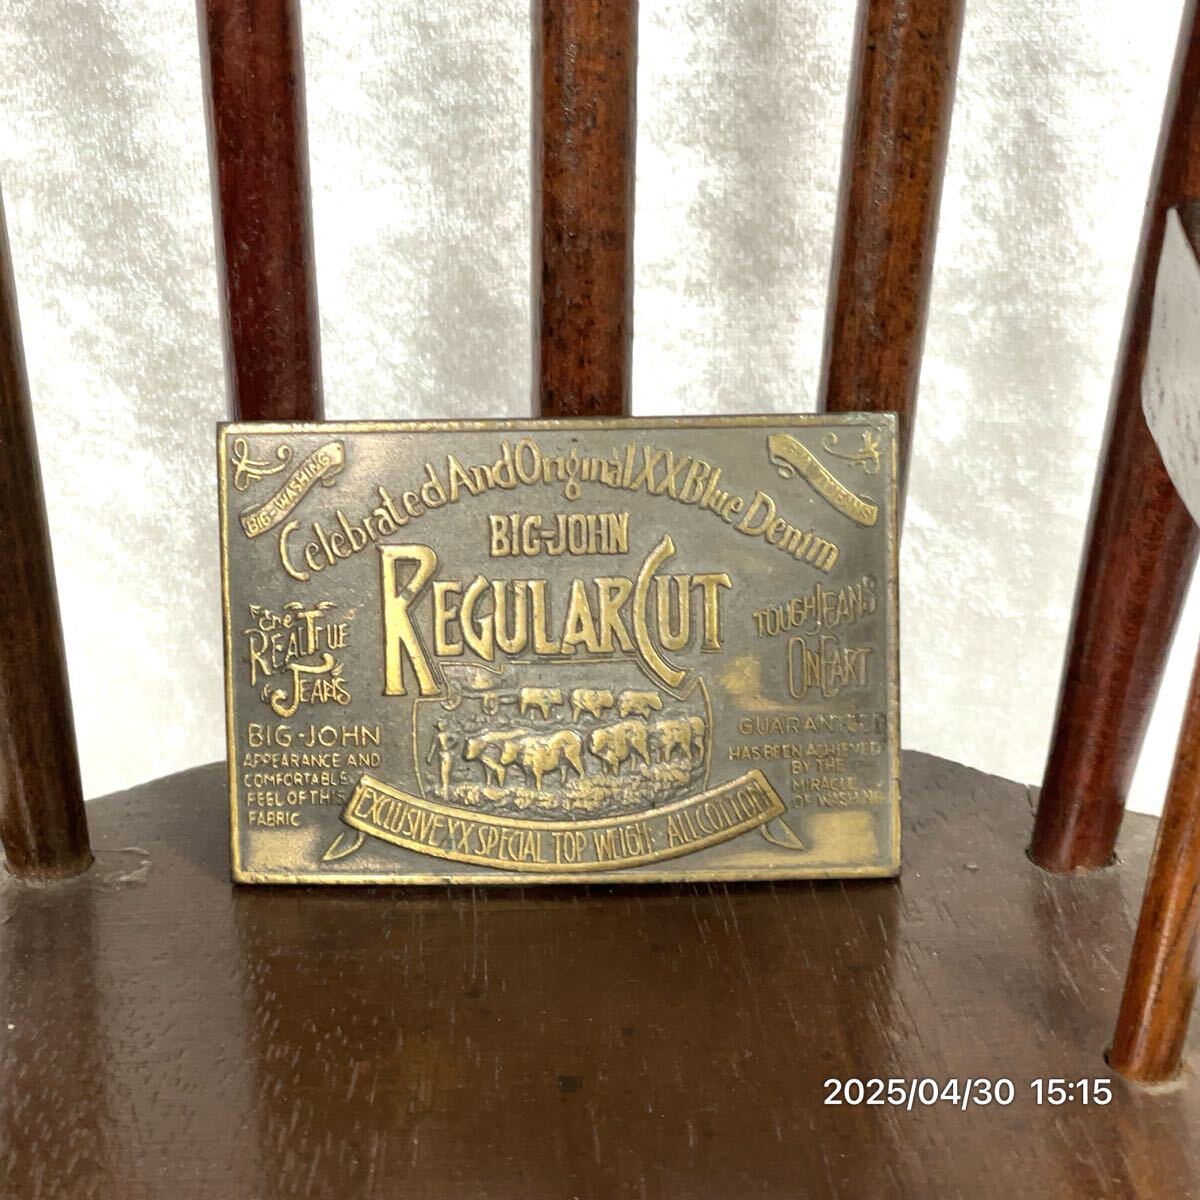 BIG-WASHING
Celebrated And Original XX Blue Denim
BIG-JOHN
REGULAR CUT
The
REAL TRUE
JEANS
TOUGH JEANS
ON EART
BIG-JOHN
APPEARANCE AND
COMFORTABLE
FEEL OF THIS
FABRIC
GUARANTEED
HAS BEEN ACHIEVED
BY THE
MIRACLE
OF WASHING
EXCLUSIVE XX SPECIAL TOP WEIGH: ALL COTTON
2025/04/30 15:15